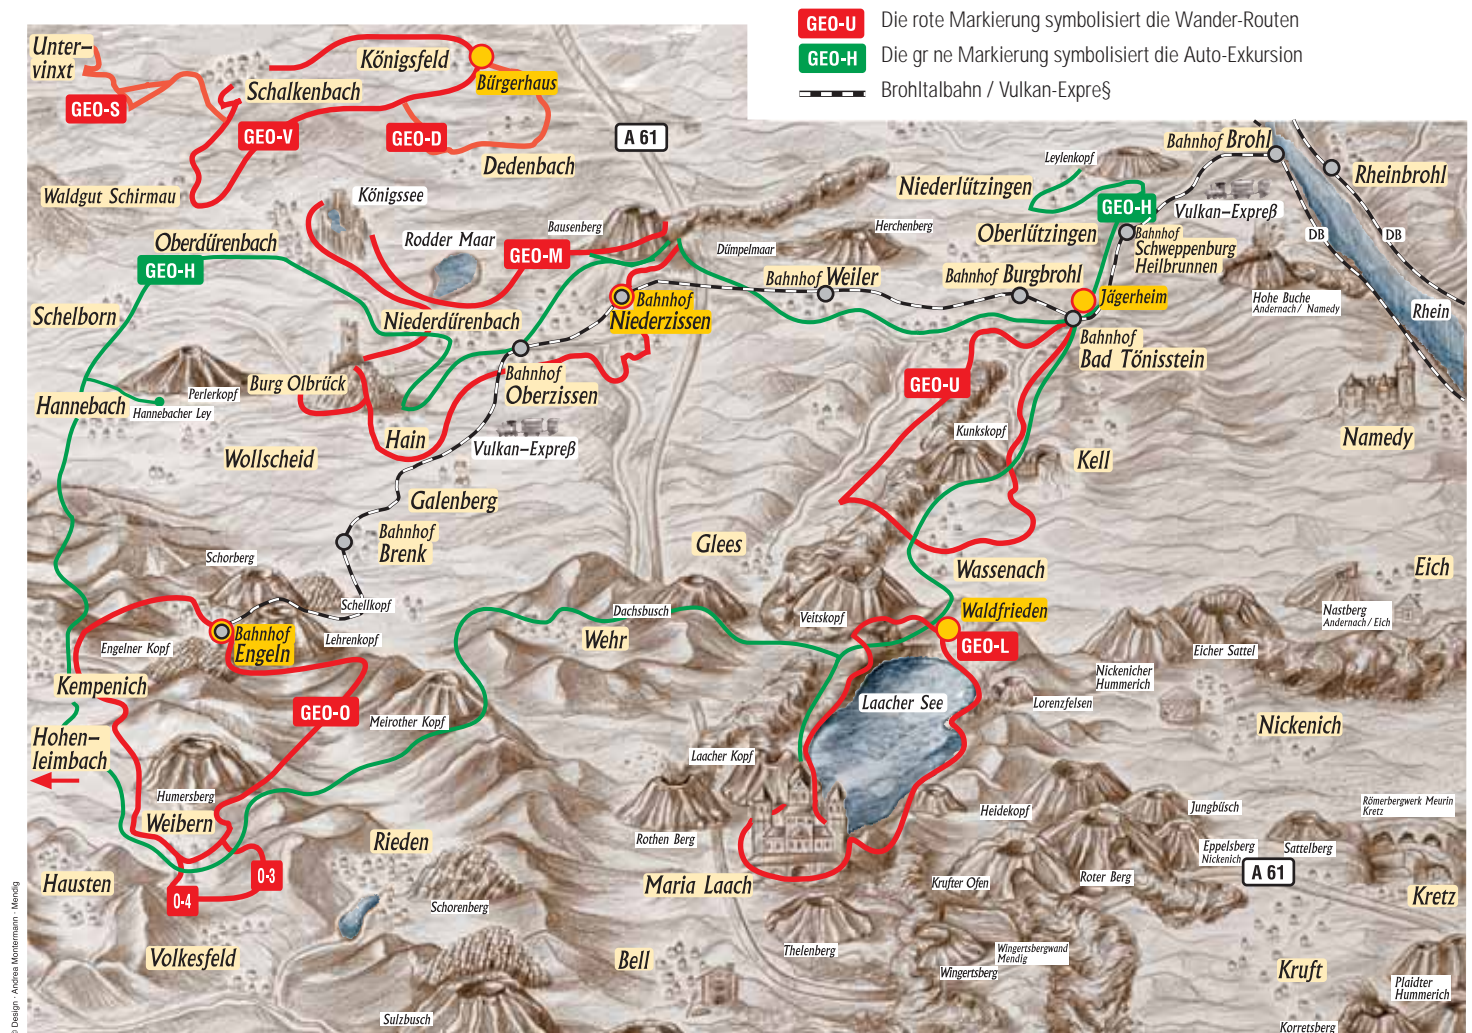 GEO-U
Die rote Markierung symbolisiert die Wander-Routen
GEO-H
Die gr ne Markierung symbolisiert die Auto-Exkursion
Brohltalbahn / Vulkan-Expre§
Unter-
vinxt
GEO-S
Schalkenbach
Königsfeld
Bürgerhaus
GEO-V
GEO-D
Dedenbach
A 61
Waldgut Schirmau
Königssee
Bausenberg
Rodder Maar
GEO-M
Oberdürenbach
GEO-H
Dümpelmaar
Herchenberg
Leylenkopf
Niederlützingen
Oberlützingen
GEO-H
Bahnhof Brohl
Rheinbrohl
Vulkan-Expreß
DB
DB
Bahnhof
Schweppenburg
Heilbrunnen
Hohe Buche
Andernach / Namedy
Rhein
Bahnhof Weiler
Bahnhof Burgbrohl
Jägerheim
Bahnhof
Bad Tönisstein
Bahnhof
Niederzissen
Schelborn
Niederdürenbach
Burg Olbrück
Perlerkopf
Hannebach
Hannebacher Ley
Bahnhof
Oberzissen
Hain
Vulkan-Expreß
Wollscheid
Galenberg
GEO-U
Kunkskopf
Kell
Namedy
Bahnhof
Brenk
Glees
Wassenach
Eich
Schorberg
Schellkopf
Lehrenkopf
Engelner Kopf
Bahnhof
Engeln
Dachsbusch
Wehr
Veitskopf
Waldfrieden
GEO-L
Nastberg
Andernach / Eich
Eicher Sattel
Nickenicher
Hummerich
Lorenzfelsen
Kempenich
GEO-O
Meirother Kopf
Laacher See
Nickenich
Hohen-
leimbach
Laacher Kopf
Humersberg
Weibern
Rieden
Rothen Berg
Heidekopf
Jungbüsch
Römerbergwerk Meurin
Kretz
Eppelsberg
Nickenich
Sattelberg
A 61
Hausten
O-3
O-4
Maria Laach
Krufter Ofen
Roter Berg
Kretz
Schorenberg
Volkesfeld
Bell
Thelenberg
Wingertsbergwand
Mendig
Wingertsberg
Kruft
Plaidter
Hummerich
Sulzbusch
Korretsberg
© Design - Andrea Montermann - Mendig